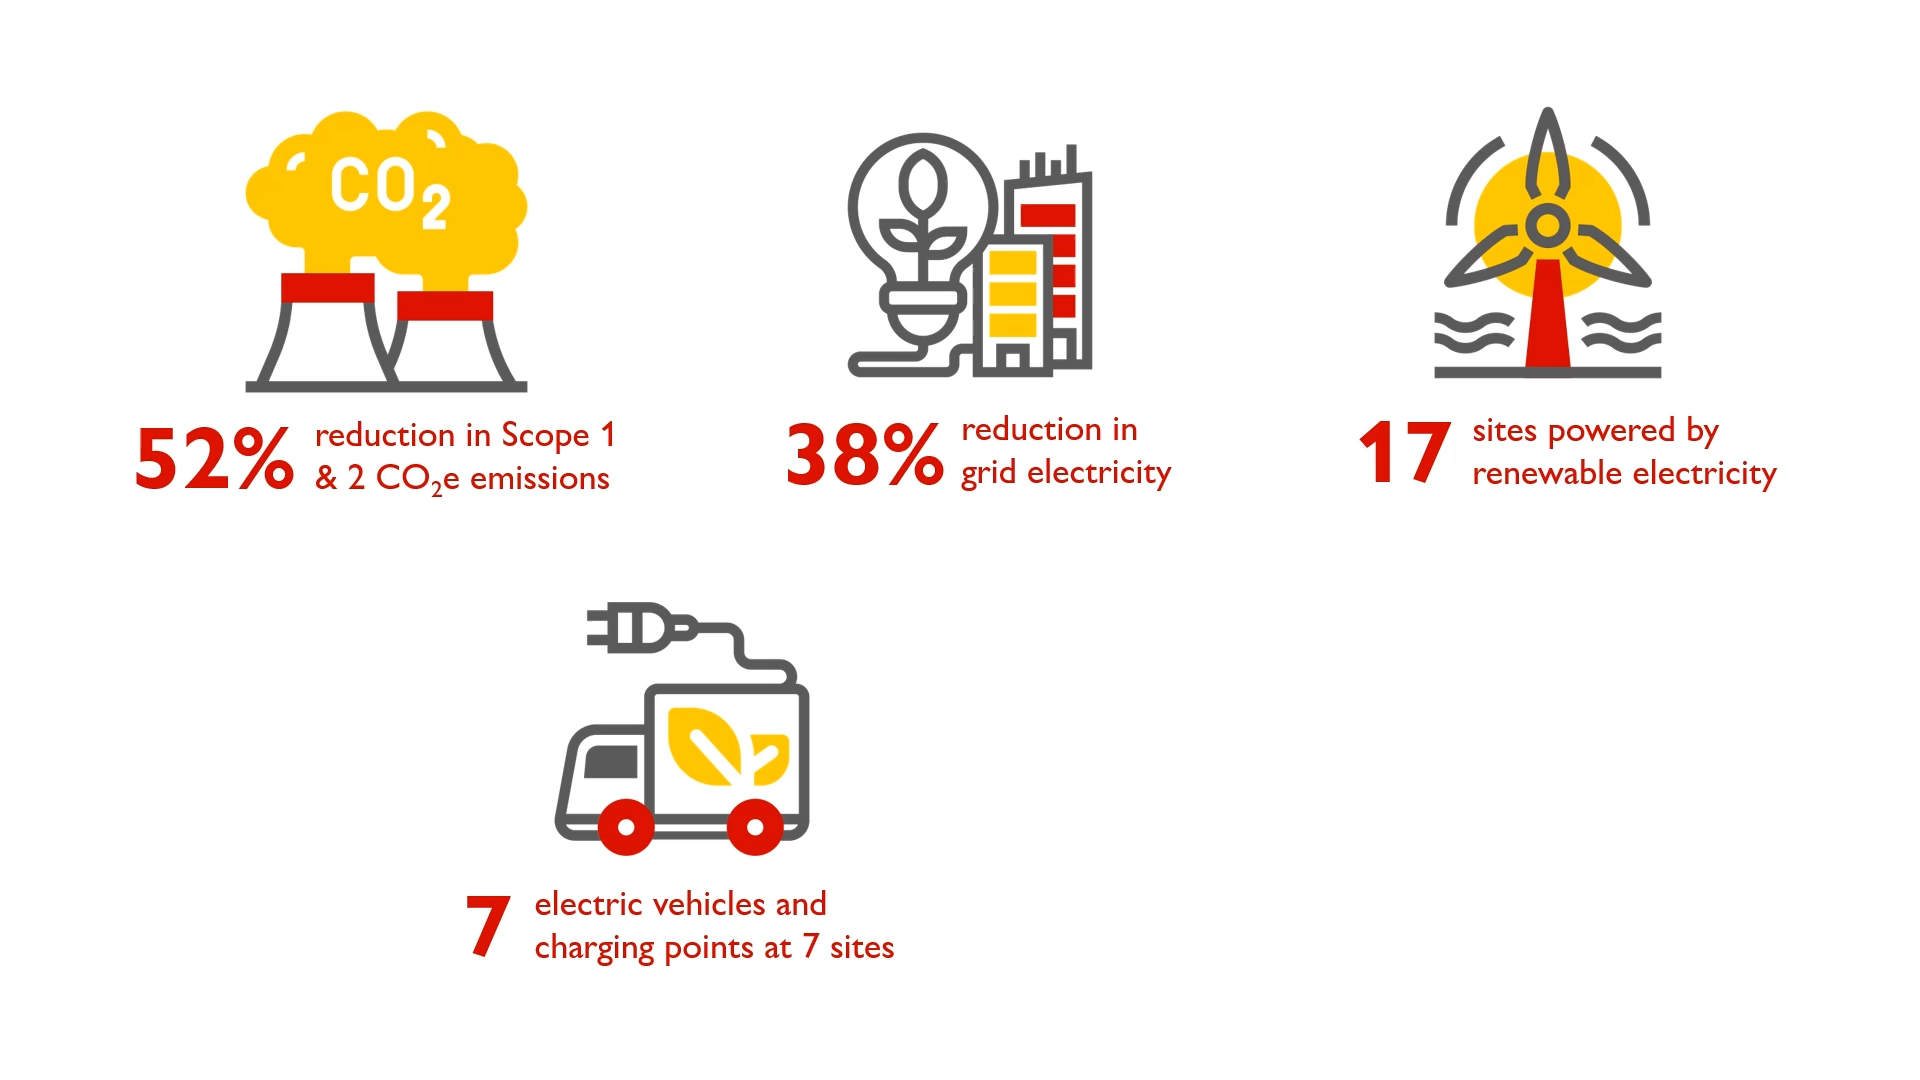 CO₂
52% reduction in Scope 1
& 2 CO₂e emissions
38% reduction in
grid electricity
17 sites powered by
renewable electricity
7 electric vehicles and
charging points at 7 sites